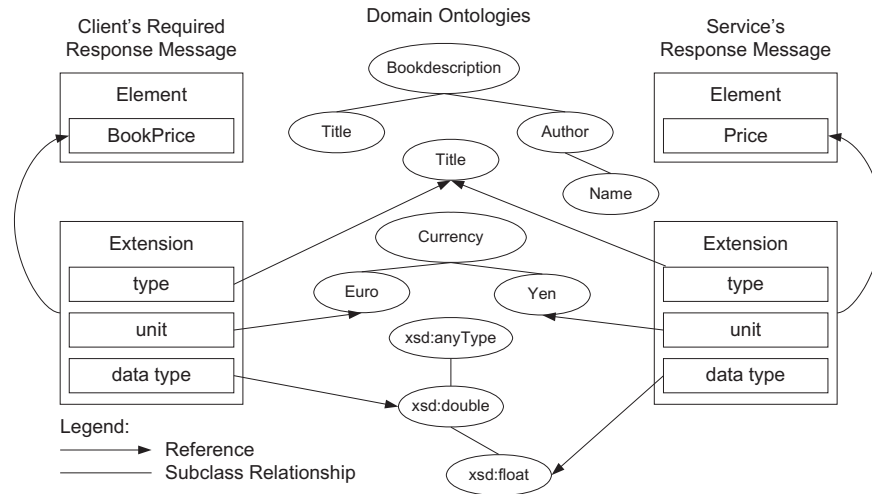 Client's Required
Response Message
Element
BookPrice
Extension
type
unit
data type
Legend:
Reference
Subclass Relationship
Domain Ontologies
Bookdescription
Title
Author
Title
Name
Currency
Euro
Yen
xsd:anyType
xsd:double
xsd:float
Service's
Response Message
Element
Price
Extension
type
unit
data type